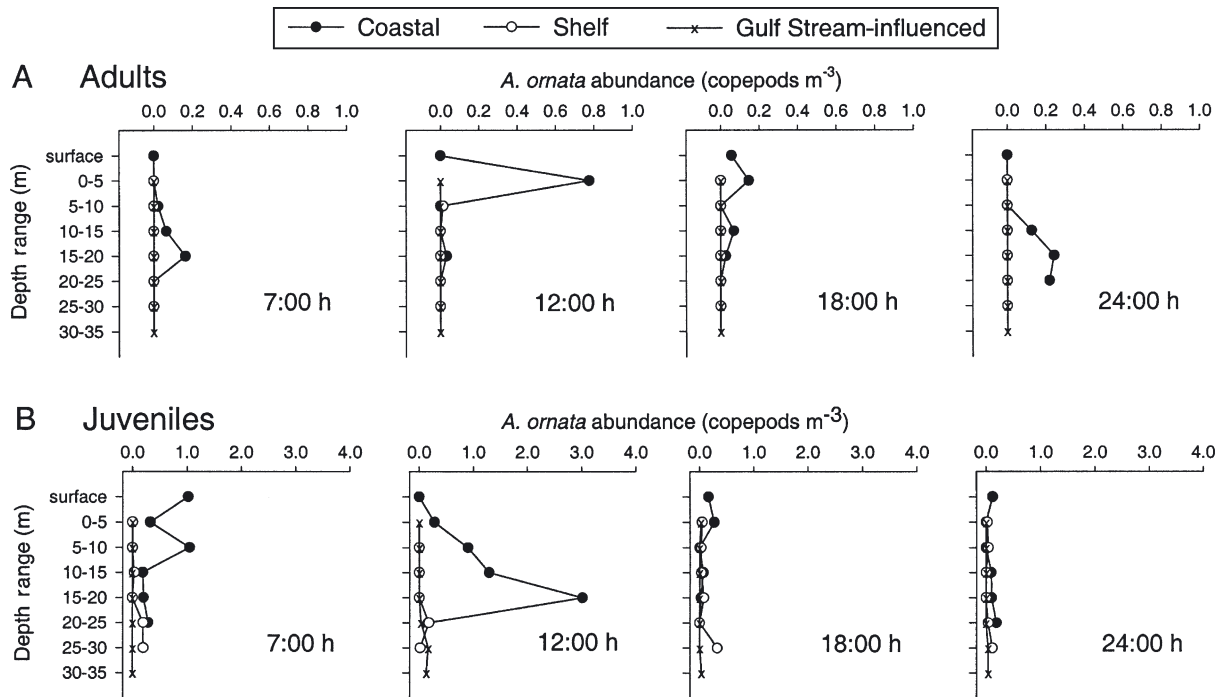 Coastal Shelf Gulf Stream-influenced
A Adults
A. ornata abundance (copepods m-3)
0.0 0.2 0.4 0.6 0.8 1.0 0.0 0.2 0.4 0.6 0.8 1.0 0.0 0.2 0.4 0.6 0.8 1.0 0.0 0.2 0.4 0.6 0.8 1.0
Depth range (m)
surface
0-5
5-10
10-15
15-20
20-25
25-30
30-35
7:00 h 12:00 h 18:00 h 24:00 h
B Juveniles
A. ornata abundance (copepods m-3)
0.0 1.0 2.0 3.0 4.0 0.0 1.0 2.0 3.0 4.0 0.0 1.0 2.0 3.0 4.0 0.0 1.0 2.0 3.0 4.0
Depth range (m)
surface
0-5
5-10
10-15
15-20
20-25
25-30
30-35
7:00 h 12:00 h 18:00 h 24:00 h